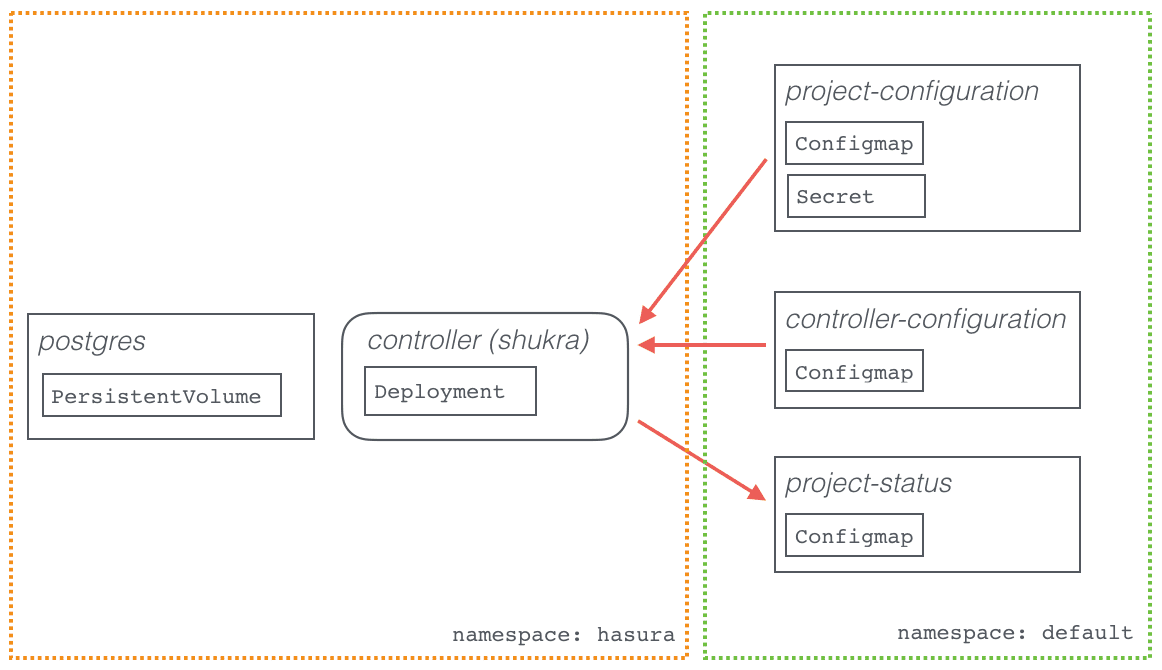 project-configuration
Configmap
Secret
postgres
PersistentVolume
controller (shukra)
Deployment
controller-configuration
Configmap
project-status
Configmap
namespace: hasura
namespace: default